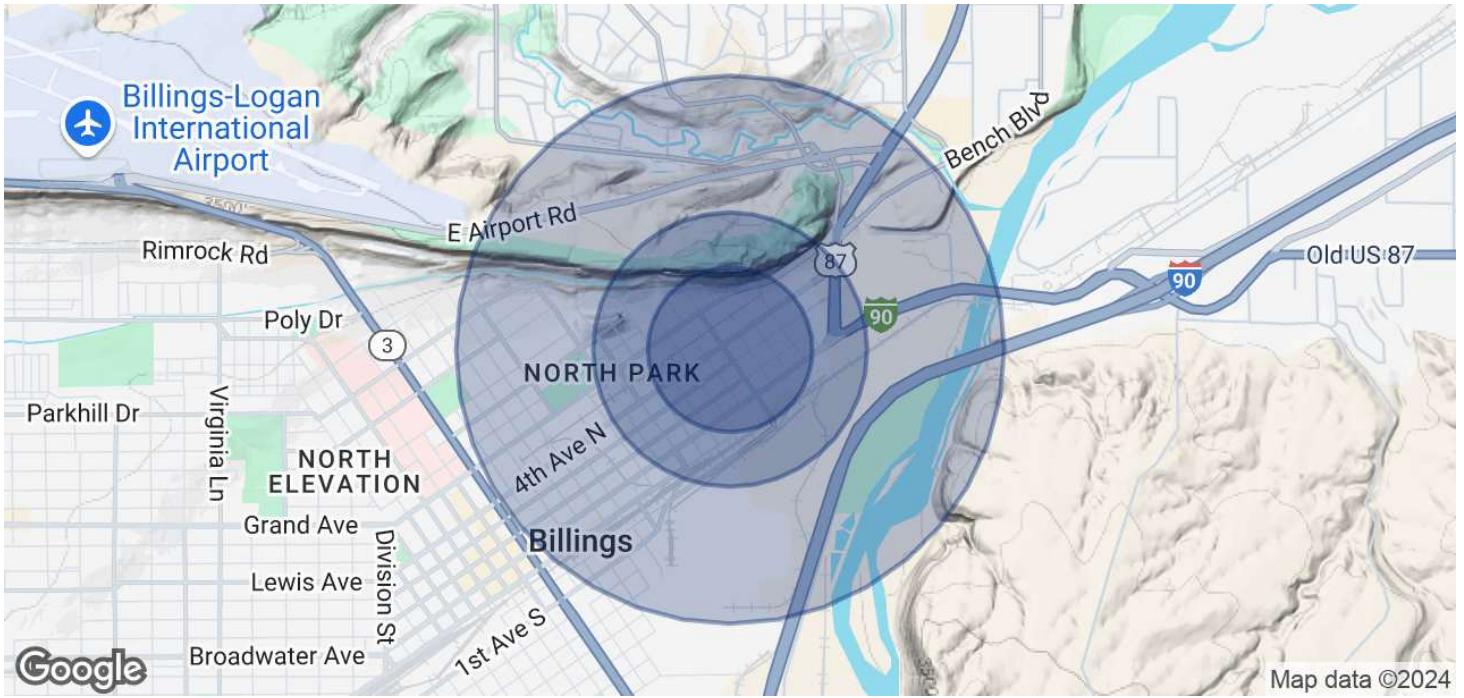 Billings-Logan
International
Airport
Bench Blvd
3500'
E Airport Rd
Rimrock Rd
87
Old US 87
90
90
Poly Dr
3
NORTH PARK
Parkhill Dr
Virginia Ln
4th Ave N
NORTH
ELEVATION
Grand Ave
Billings
Division St
Lewis Ave
1st Ave S
Broadwater Ave
3500'
Google
Map data ©2024